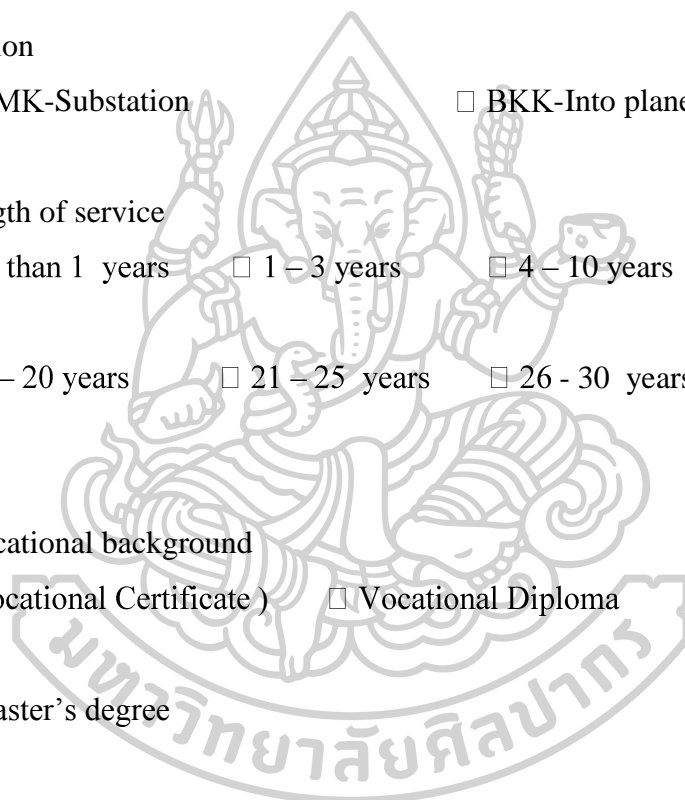 ion
MK-Substation □ BKK-Into plane
gth of service
than 1 years □ 1 – 3 years □ 4 – 10 years
– 20 years □ 21 – 25 years □ 26 - 30 years
cational background
ocational Certificate ) □ Vocational Diploma
aster's degree
มหาวิทยาลัยศิลปากร